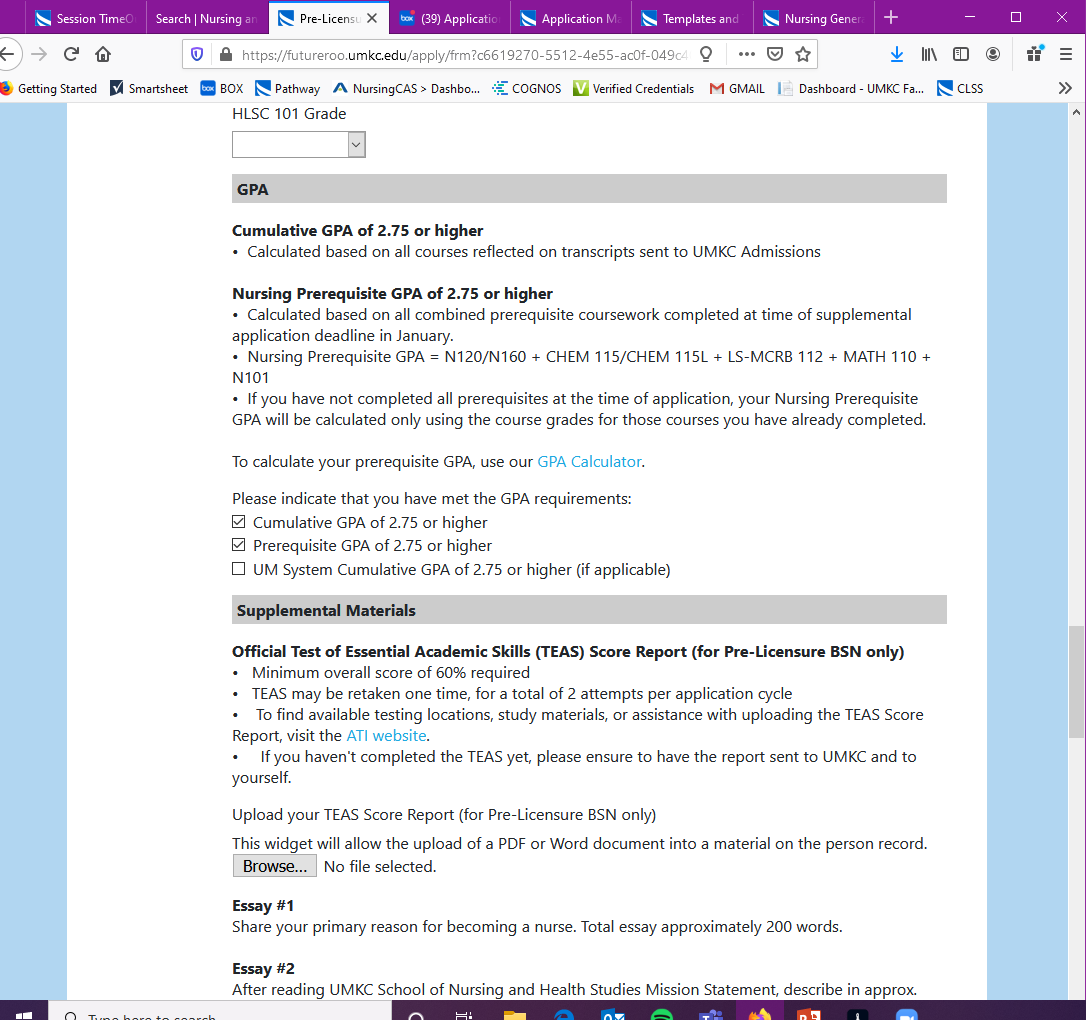 Session TimeO
Search | Nursing an
Pre-Licensu
(39) Applicatio
Application Ma
Templates and
Nursing Genera
https://futureroo.umkc.edu/apply/frm?c6619270-5512-4e55-ac0f-049c4
Getting Started
Smartsheet
box BOX
Pathway
NursingCAS > Dashbo...
COGNOS
Verified Credentials
GMAIL
Dashboard - UMKC Fa...
CLSS
HLSC 101 Grade
GPA
Cumulative GPA of 2.75 or higher
• Calculated based on all courses reflected on transcripts sent to UMKC Admissions
Nursing Prerequisite GPA of 2.75 or higher
• Calculated based on all combined prerequisite coursework completed at time of supplemental
application deadline in January.
• Nursing Prerequisite GPA = N120/N160 + CHEM 115/CHEM 115L + LS-MCRB 112 + MATH 110 +
N101
• If you have not completed all prerequisites at the time of application, your Nursing Prerequisite
GPA will be calculated only using the course grades for those courses you have already completed.
To calculate your prerequisite GPA, use our GPA Calculator.
Please indicate that you have met the GPA requirements:
Cumulative GPA of 2.75 or higher
Prerequisite GPA of 2.75 or higher
UM System Cumulative GPA of 2.75 or higher (if applicable)
Supplemental Materials
Official Test of Essential Academic Skills (TEAS) Score Report (for Pre-Licensure BSN only)
• Minimum overall score of 60% required
• TEAS may be retaken one time, for a total of 2 attempts per application cycle
• To find available testing locations, study materials, or assistance with uploading the TEAS Score
Report, visit the ATI website.
• If you haven't completed the TEAS yet, please ensure to have the report sent to UMKC and to
yourself.
Upload your TEAS Score Report (for Pre-Licensure BSN only)
This widget will allow the upload of a PDF or Word document into a material on the person record.
Browse... No file selected.
Essay #1
Share your primary reason for becoming a nurse. Total essay approximately 200 words.
Essay #2
After reading UMKC School of Nursing and Health Studies Mission Statement, describe in approx.
Type here to search